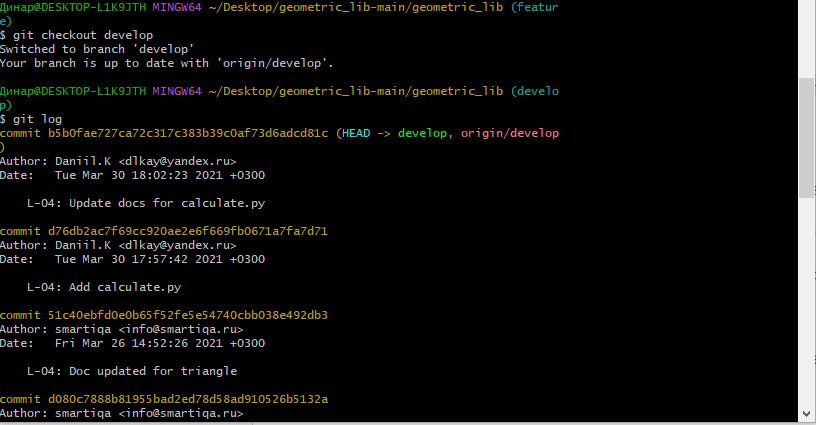 Динар@DESKTOP-L1K9JTH MINGW64 ~/Desktop/geometric_lib-main/geometric_lib (featur
e)
$ git checkout develop
Switched to branch 'develop'
Your branch is up to date with 'origin/develop'.
Динар@DESKTOP-L1K9JTH MINGW64 ~/Desktop/geometric_lib-main/geometric_lib (develo
p)
$ git log
commit b5b0fae727ca72c317c383b39c0af73d6adcd81c (HEAD -> develop, origin/develop
)
Author: Daniil.K <dlkay@yandex.ru>
Date:   Tue Mar 30 18:02:23 2021 +0300
    L-04: Update docs for calculate.py
commit d76db2ac7f69cc920ae2e6f669fb0671a7fa7d71
Author: Daniil.K <dlkay@yandex.ru>
Date:   Tue Mar 30 17:57:42 2021 +0300
    L-04: Add calculate.py
commit 51c40ebfd0e0b65f52fe5e54740cbb038e492db3
Author: smartiqa <info@smartiqa.ru>
Date:   Fri Mar 26 14:52:26 2021 +0300
    L-04: Doc updated for triangle
commit d080c7888b81955bad2ed78d58ad910526b5132a
Author: smartiqa <info@smartiqa.ru>